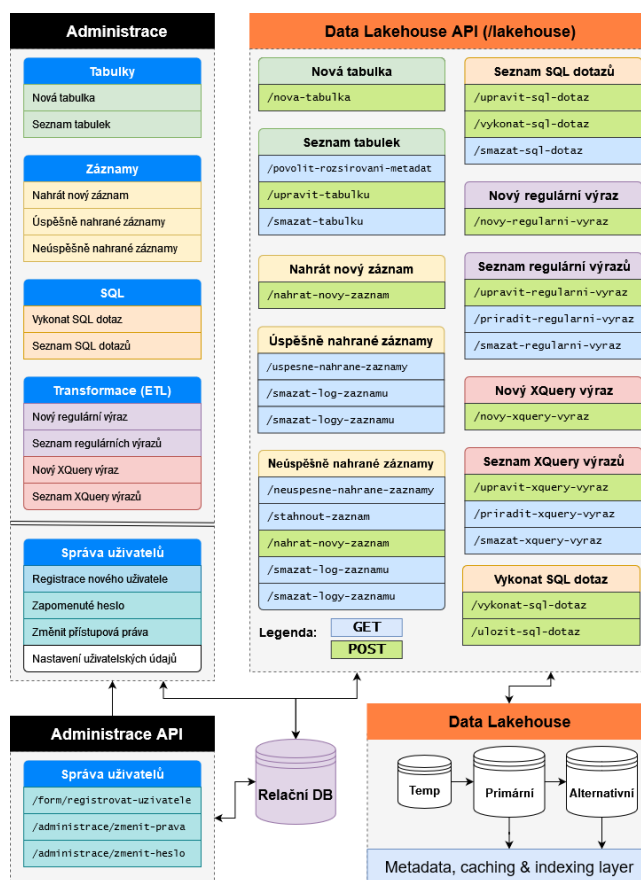 Administrace
Tabulky
Nová tabulka
Seznam tabulek
Záznamy
Nahrát nový záznam
Úspěšně nahrané záznamy
Neúspěšně nahrané záznamy
SQL
Vykonat SQL dotaz
Seznam SQL dotazů
Transformace (ETL)
Nový regulární výraz
Seznam regulárních výrazů
Nový XQuery výraz
Seznam XQuery výrazů
Správa uživatelů
Registrace nového uživatele
Zapomenuté heslo
Změnit přístupová práva
Nastavení uživatelských údajů
Data Lakehouse API (/lakehouse)
Nová tabulka
/nova-tabulka
Seznam tabulek
/povolit-rozsirovani-metadat
/upravit-tabulku
/smazat-tabulku
Nahrát nový záznam
/nahrat-novy-zaznam
Úspěšně nahrané záznamy
/uspesne-nahrane-zaznamy
/smazat-log-zaznamu
/smazat-logy-zaznamu
Neúspěšně nahrané záznamy
/neuspesne-nahrane-zaznamy
/stahnout-zaznam
/nahrat-novy-zaznam
/smazat-log-zaznamu
/smazat-logy-zaznamu
Legenda:
GET
POST
Seznam SQL dotazů
/upravit-sql-dotaz
/vykonat-sql-dotaz
/smazat-sql-dotaz
Nový regulární výraz
/novy-regularni-vyraz
Seznam regulární výrazů
/upravit-regularni-vyraz
/priradit-regularni-vyraz
/smazat-regularni-vyraz
Nový XQuery výraz
/novy-xquery-vyraz
Seznam XQuery výrazů
/upravit-xquery-vyraz
/priradit-xquery-vyraz
/smazat-xquery-vyraz
Vykonat SQL dotaz
/vykonat-sql-dotaz
/ulozit-sql-dotaz
Administrace API
Správa uživatelů
/form/registrovat-uzivatele
/administrace/zmenit-prava
/administrace/zmenit-heslo
Relační DB
Data Lakehouse
Temp
Primární
Alternativní
Metadata, caching & indexing layer